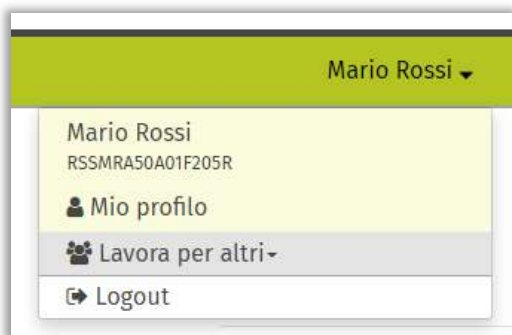 Mario Rossi
Mario Rossi
RSSMRA50A01F205R
Mio profilo
Lavora per altri
Logout